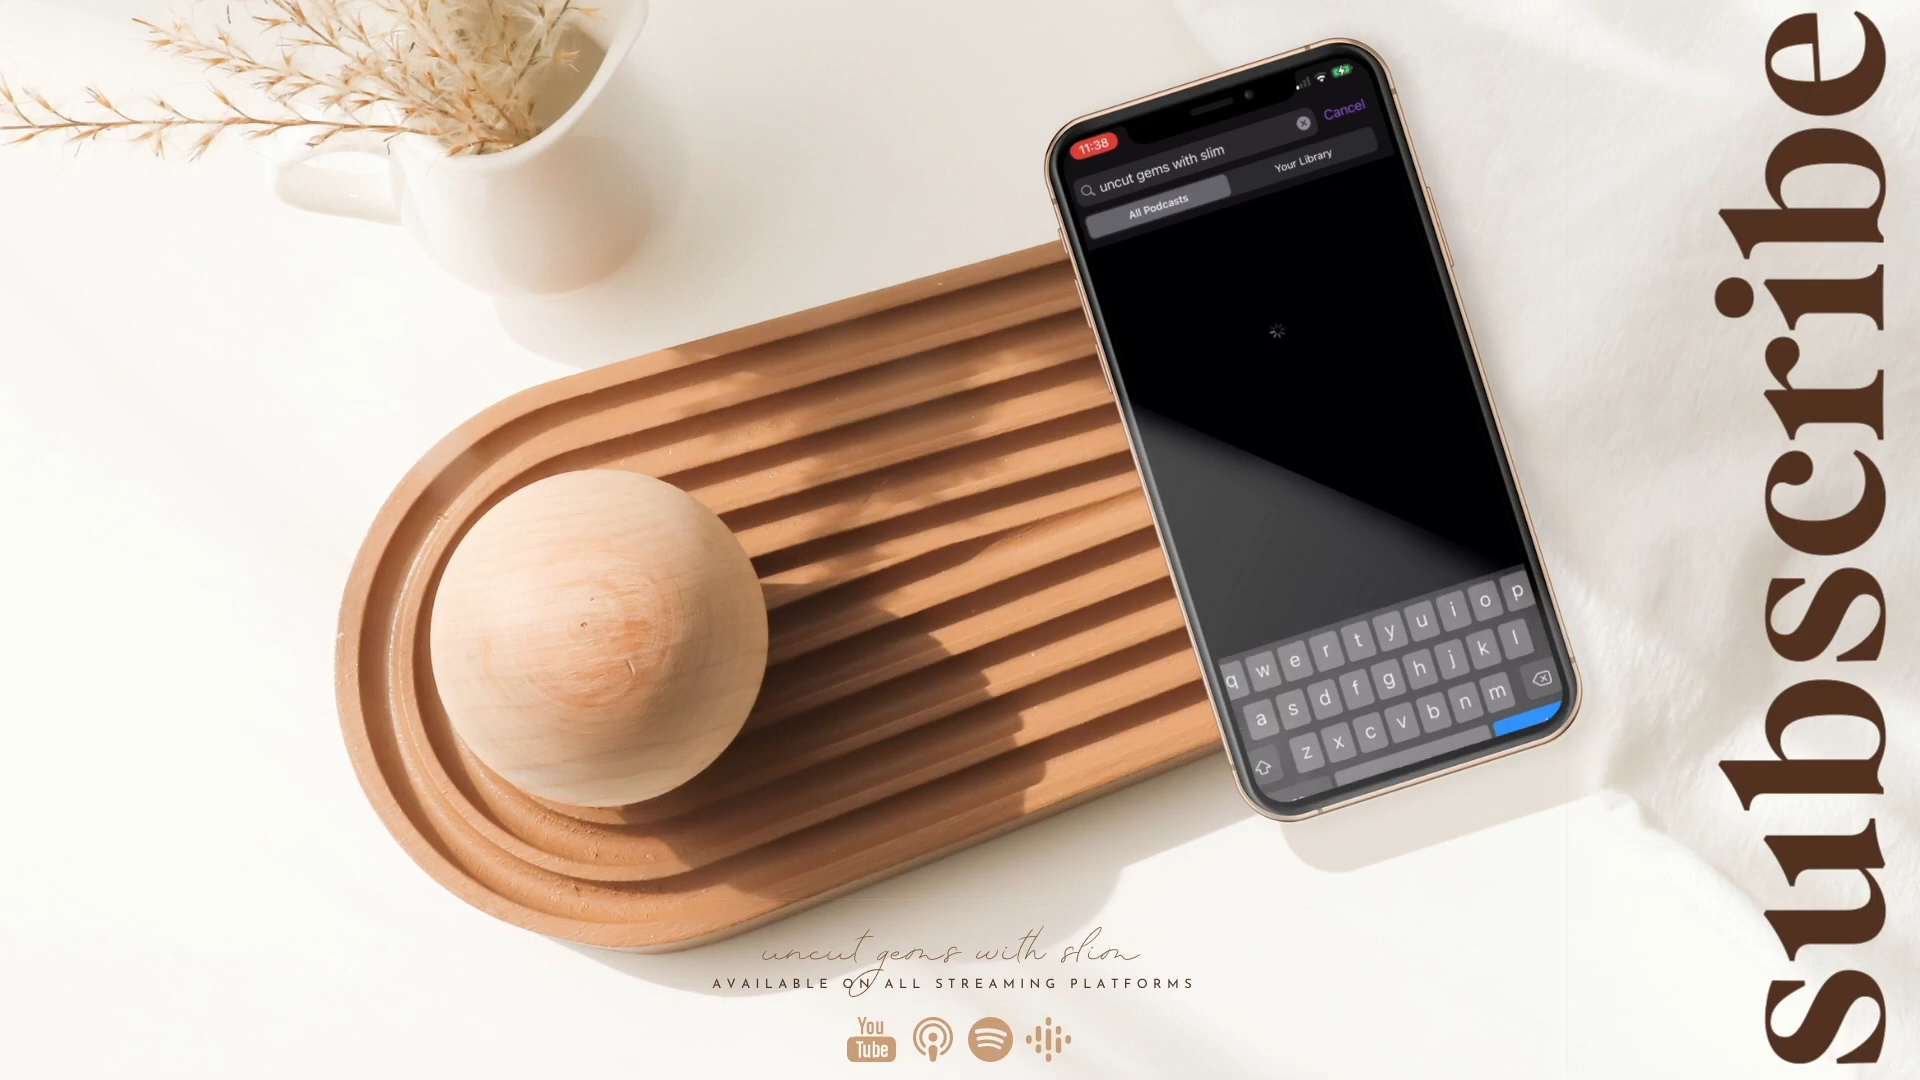 11:38
Cancel
uncut gems with slim
All Podcasts
Your Library
q w e r t y u i o p
a s d f g h j k l
z x c v b n m
subscribe
uncut gems with slim
AVAILABLE ON ALL STREAMING PLATFORMS
You
Tube